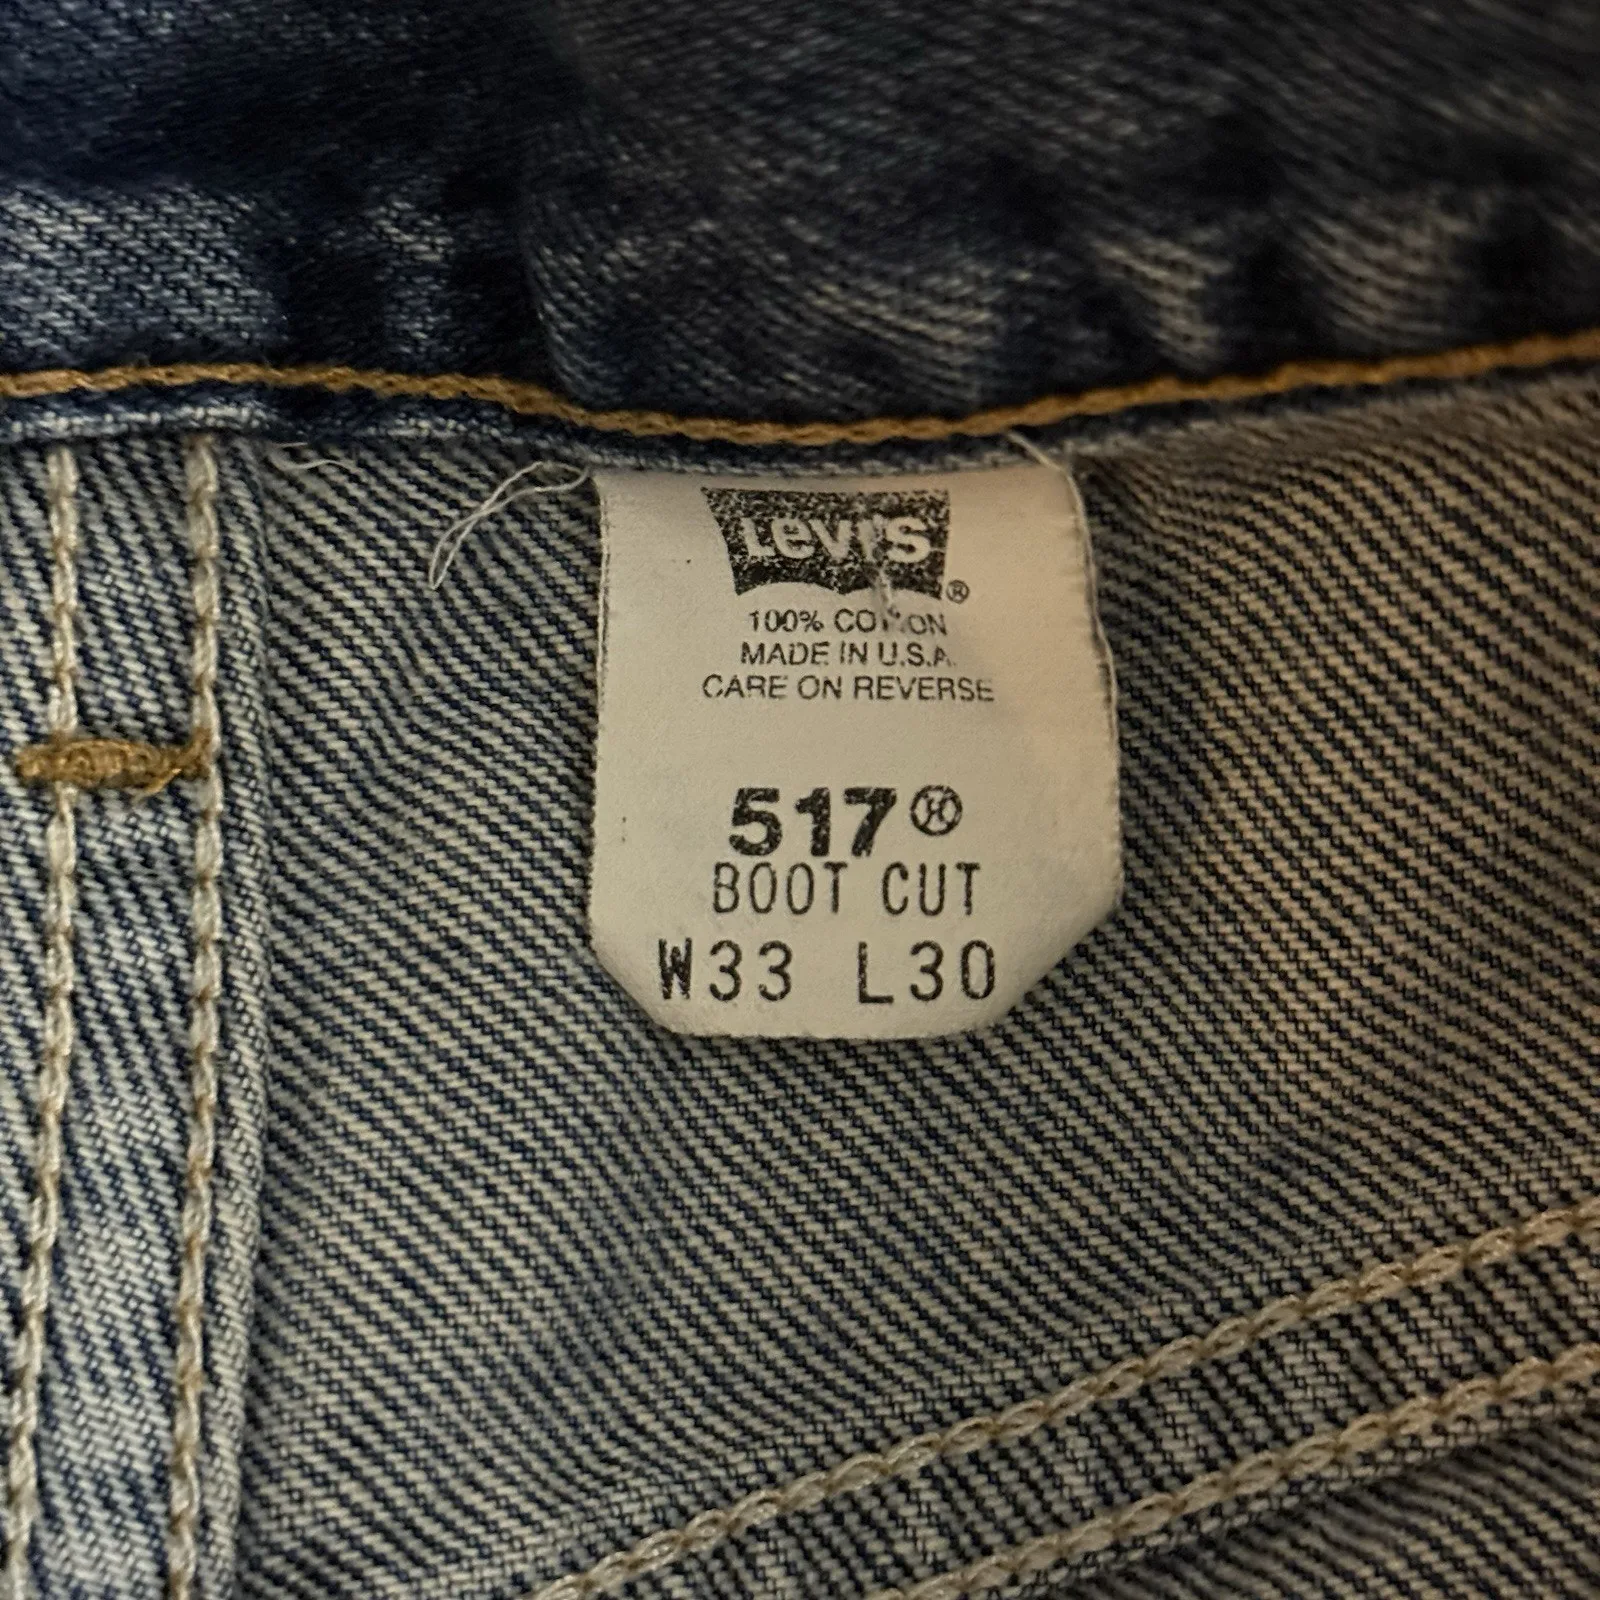 Levi's®
100% COTTON
MADE IN U.S.A.
CARE ON REVERSE
517®
BOOT CUT
W33 L30